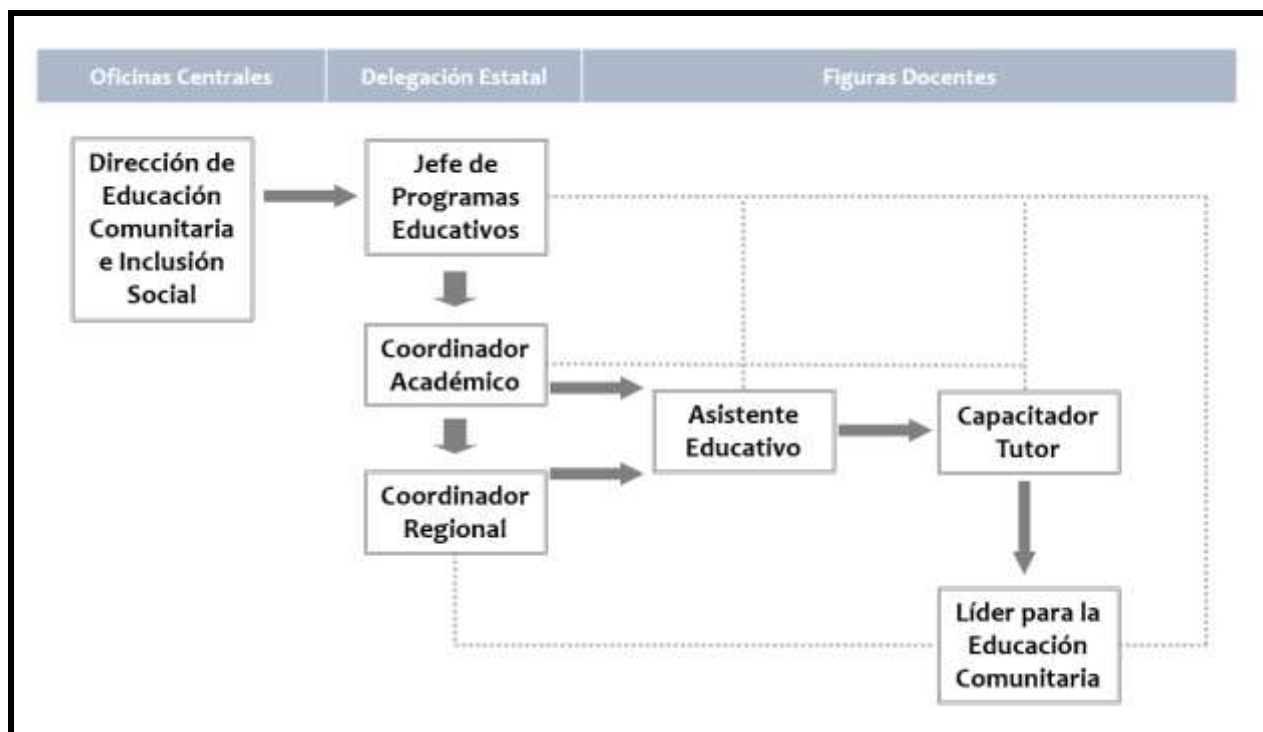 Oficinas Centrales
Delegación Estatal
Figuras Docentes
Dirección de
Educación
Comunitaria
e Inclusión
Social
Jefe de
Programas
Educativos
Coordinador
Académico
Coordinador
Regional
Asistente
Educativo
Capacitador
Tutor
Líder para la
Educación
Comunitaria